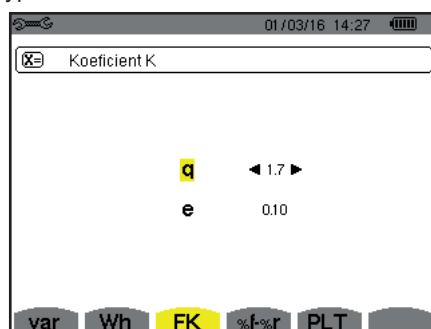 01/03/16 14:27
X= Koeficient K
q ◀ 1.7 ▶
e 0.10
var Wh FK %f-%r PLT